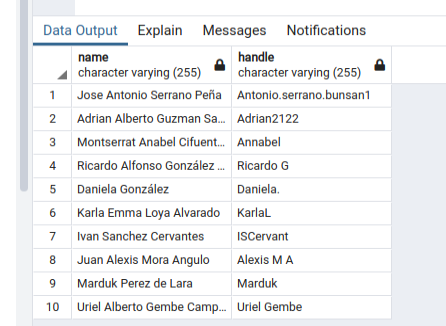 Data Output Explain Messages Notifications
name handle
character varying (255) character varying (255)
1 Jose Antonio Serrano Peña Antonio.serrano.bunsan1
2 Adrian Alberto Guzman Sa... Adrian2122
3 Montserrat Anabel Cifuent... Annabel
4 Ricardo Alfonso González ... Ricardo G
5 Daniela González Daniela.
6 Karla Emma Loya Alvarado KarlaL
7 Ivan Sanchez Cervantes ISCervant
8 Juan Alexis Mora Angulo Alexis M A
9 Marduk Perez de Lara Marduk
10 Uriel Alberto Gembe Camp... Uriel Gembe